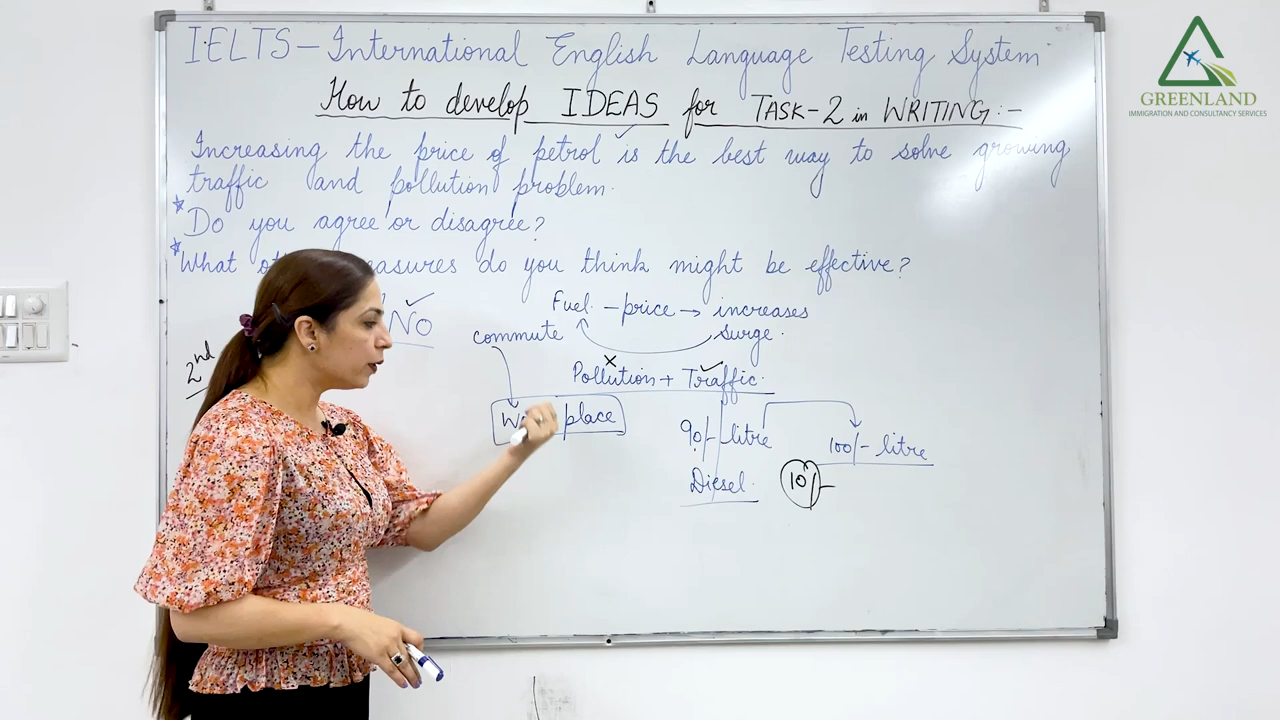 IELTS - International English Language Testing System
How to develop IDEAS for TASK-2 in WRITING:-
Increasing the price of petrol is the best way to solve growing
traffic and pollution problem.
* Do you agree or disagree?
* What measures do you think might be effective?
Fuel - price → increases
No
commute
surge.
2nd
Pollution + Traffic.
place
90/- litre
100/- litre
Diesel.
10/-
GREENLAND
IMMIGRATION AND CONSULTANCY SERVICES